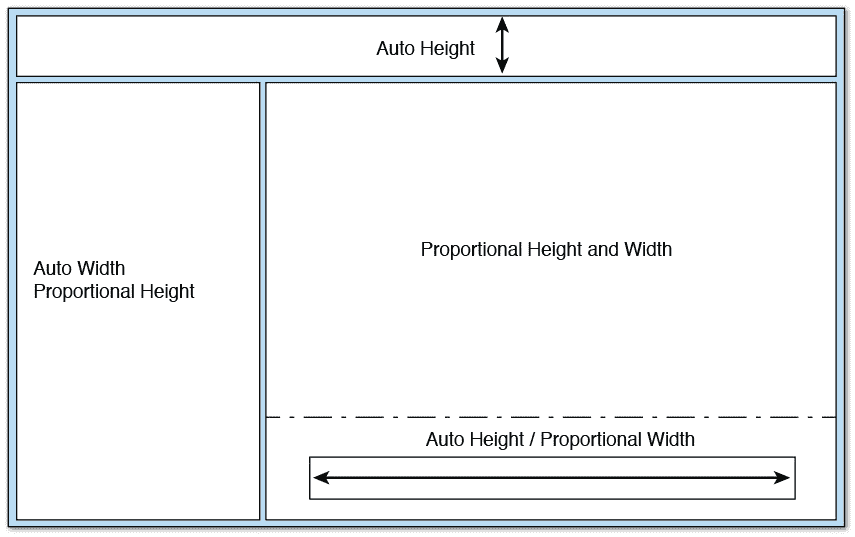 Auto Height
Auto Width
Proportional Height
Proportional Height and Width
Auto Height / Proportional Width